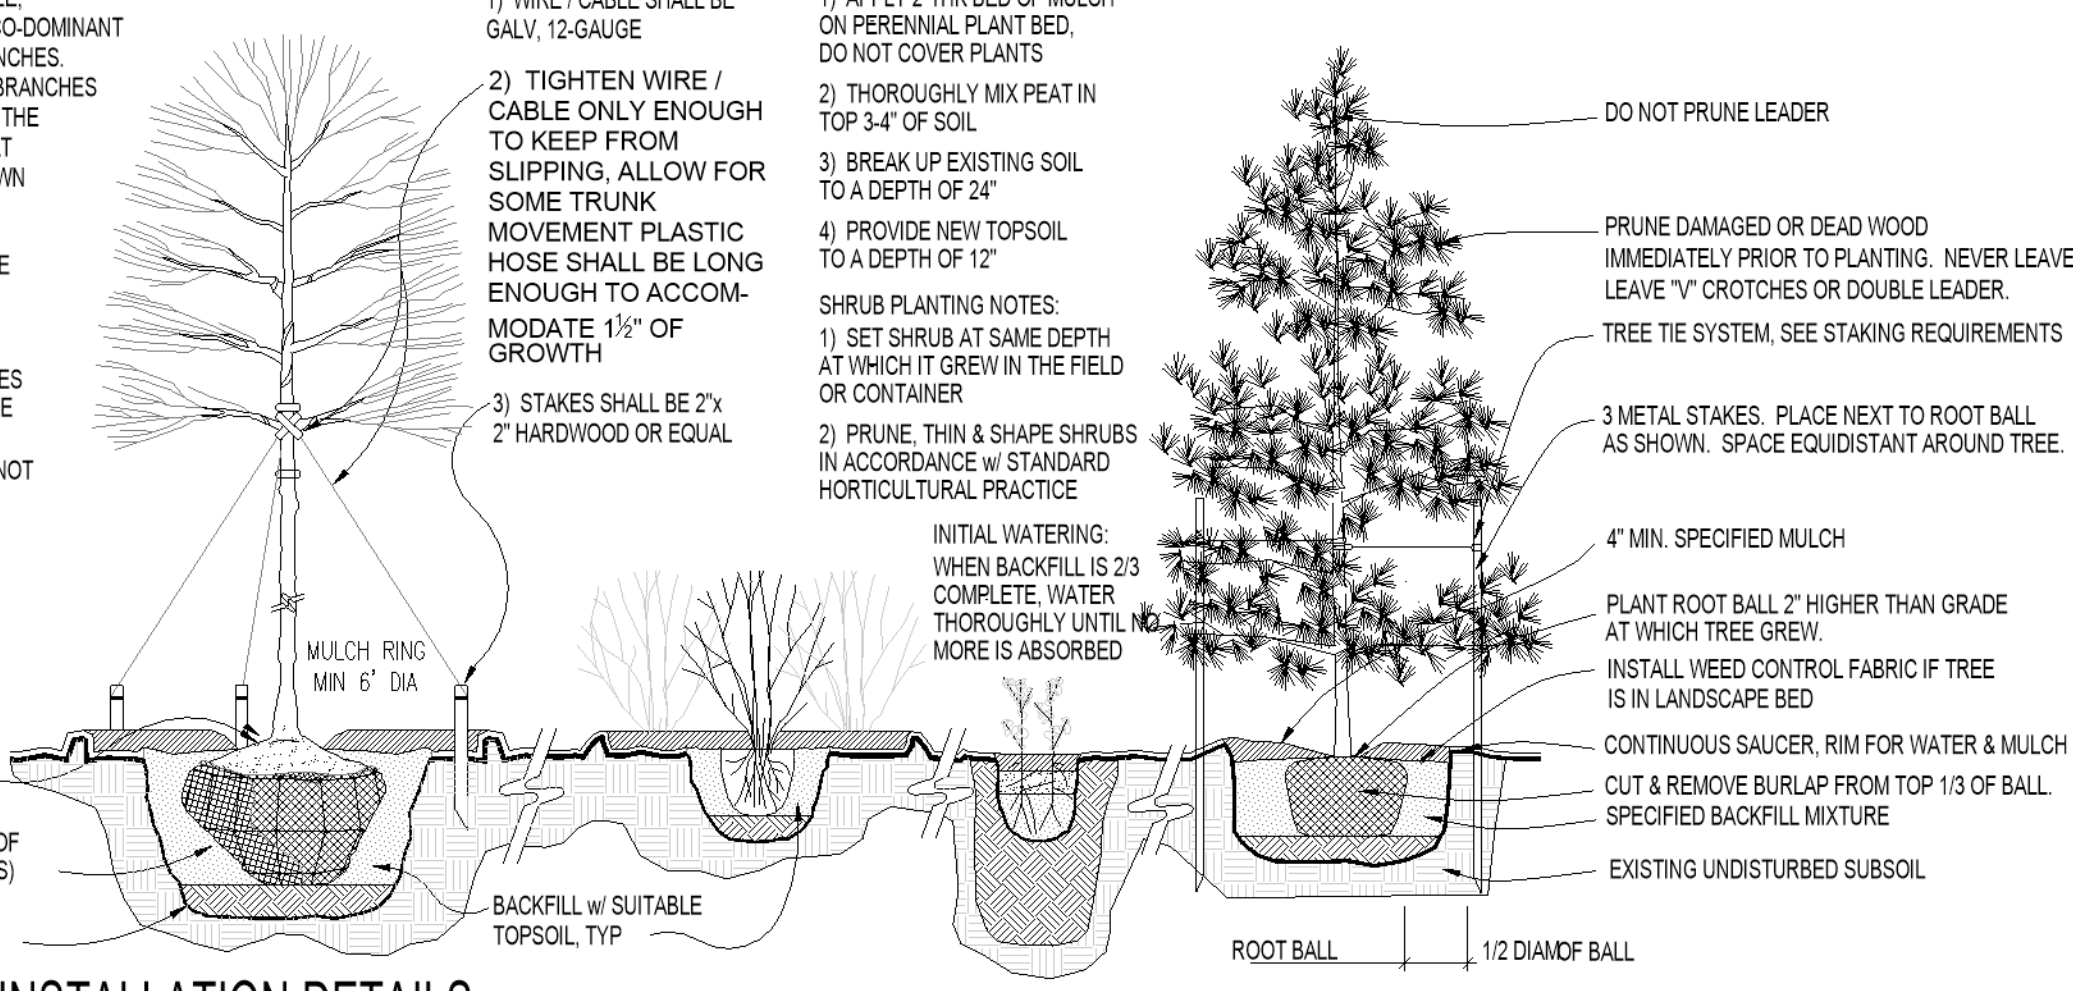 CO-DOMINANT
BRANCHES
THE
NOT
1) WIRE / CABLE SHALL BE
GALV, 12-GAUGE
2) TIGHTEN WIRE /
CABLE ONLY ENOUGH
TO KEEP FROM
SLIPPING, ALLOW FOR
SOME TRUNK
MOVEMENT PLASTIC
HOSE SHALL BE LONG
ENOUGH TO ACCOM-
MODATE 1½" OF
GROWTH
3) STAKES SHALL BE 2"x
2" HARDWOOD OR EQUAL
MULCH RING
MIN 6' DIA
OF
BACKFILL w/ SUITABLE
TOPSOIL, TYP
1) APPLY 2" THK BED OF MULCH
ON PERENNIAL PLANT BED,
DO NOT COVER PLANTS
2) THOROUGHLY MIX PEAT IN
TOP 3-4" OF SOIL
3) BREAK UP EXISTING SOIL
TO A DEPTH OF 24"
4) PROVIDE NEW TOPSOIL
TO A DEPTH OF 12"
SHRUB PLANTING NOTES:
1) SET SHRUB AT SAME DEPTH
AT WHICH IT GREW IN THE FIELD
OR CONTAINER
2) PRUNE, THIN & SHAPE SHRUBS
IN ACCORDANCE w/ STANDARD
HORTICULTURAL PRACTICE
INITIAL WATERING:
WHEN BACKFILL IS 2/3
COMPLETE, WATER
THOROUGHLY UNTIL NO
MORE IS ABSORBED
DO NOT PRUNE LEADER
PRUNE DAMAGED OR DEAD WOOD
IMMEDIATELY PRIOR TO PLANTING. NEVER LEAVE
LEAVE "V" CROTCHES OR DOUBLE LEADER.
TREE TIE SYSTEM, SEE STAKING REQUIREMENTS
3 METAL STAKES. PLACE NEXT TO ROOT BALL
AS SHOWN. SPACE EQUIDISTANT AROUND TREE.
4" MIN. SPECIFIED MULCH
PLANT ROOT BALL 2" HIGHER THAN GRADE
AT WHICH TREE GREW.
INSTALL WEED CONTROL FABRIC IF TREE
IS IN LANDSCAPE BED
CONTINUOUS SAUCER, RIM FOR WATER & MULCH
CUT & REMOVE BURLAP FROM TOP 1/3 OF BALL.
SPECIFIED BACKFILL MIXTURE
EXISTING UNDISTURBED SUBSOIL
ROOT BALL
1/2 DIAM OF BALL
INSTALLATION DETAILS